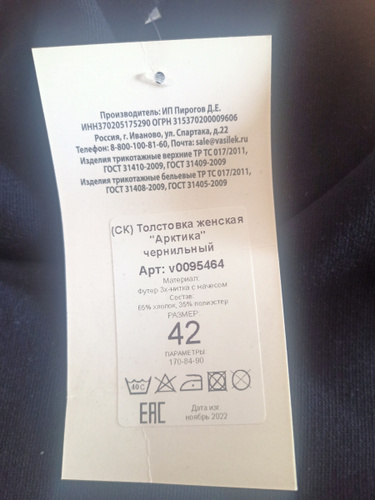 Производитель: ИП Пирогов Д.Е.
ИНН370205175290 ОГРН 315370200009606
Россия, г. Иваново, ул. Спартака, д.22
Телефон: 8-800-100-81-60, Почта: sale@vasilek.ru
Изделия трикотажные верхние ТР ТС 017/2011,
ГОСТ 31410-2009, ГОСТ 31409-2009
Изделия трикотажные бельевые ТР ТС 017/2011,
ГОСТ 31408-2009, ГОСТ 31405-2009
(СК) Толстовка женская
"Арктика"
чернильный
Арт: v0095464
Материал:
Футер 3х-нитка с начесом
Состав:
хлопок, полиэстер
РАЗМЕР:
42
ПАРАМЕТРЫ
170-84-90
40 С
EAC
Дата изг.
ноябрь 2022